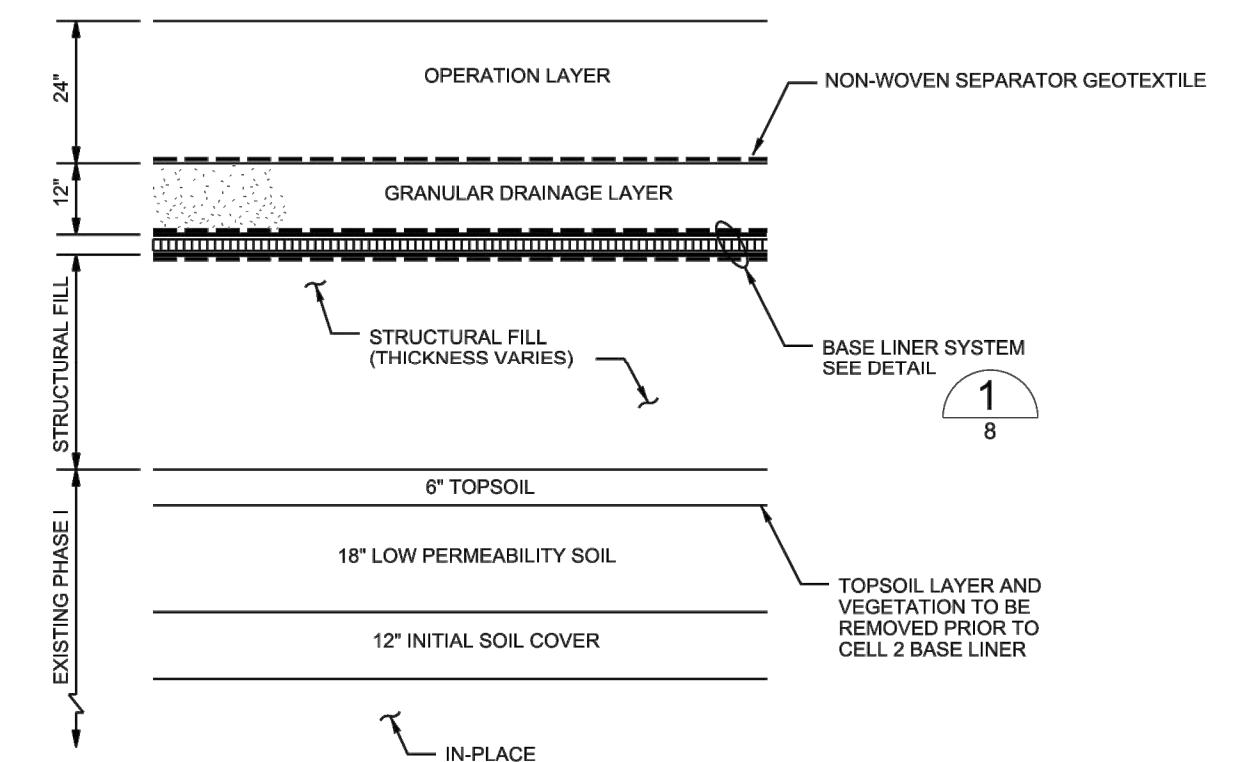 24"
OPERATION LAYER
NON-WOVEN SEPARATOR GEOTEXTILE
12"
GRANULAR DRAINAGE LAYER
STRUCTURAL FILL
STRUCTURAL FILL
(THICKNESS VARIES)
BASE LINER SYSTEM
SEE DETAIL
1
8
EXISTING PHASE I
6" TOPSOIL
18" LOW PERMEABILITY SOIL
12" INITIAL SOIL COVER
TOPSOIL LAYER AND
VEGETATION TO BE
REMOVED PRIOR TO
CELL 2 BASE LINER
IN-PLACE